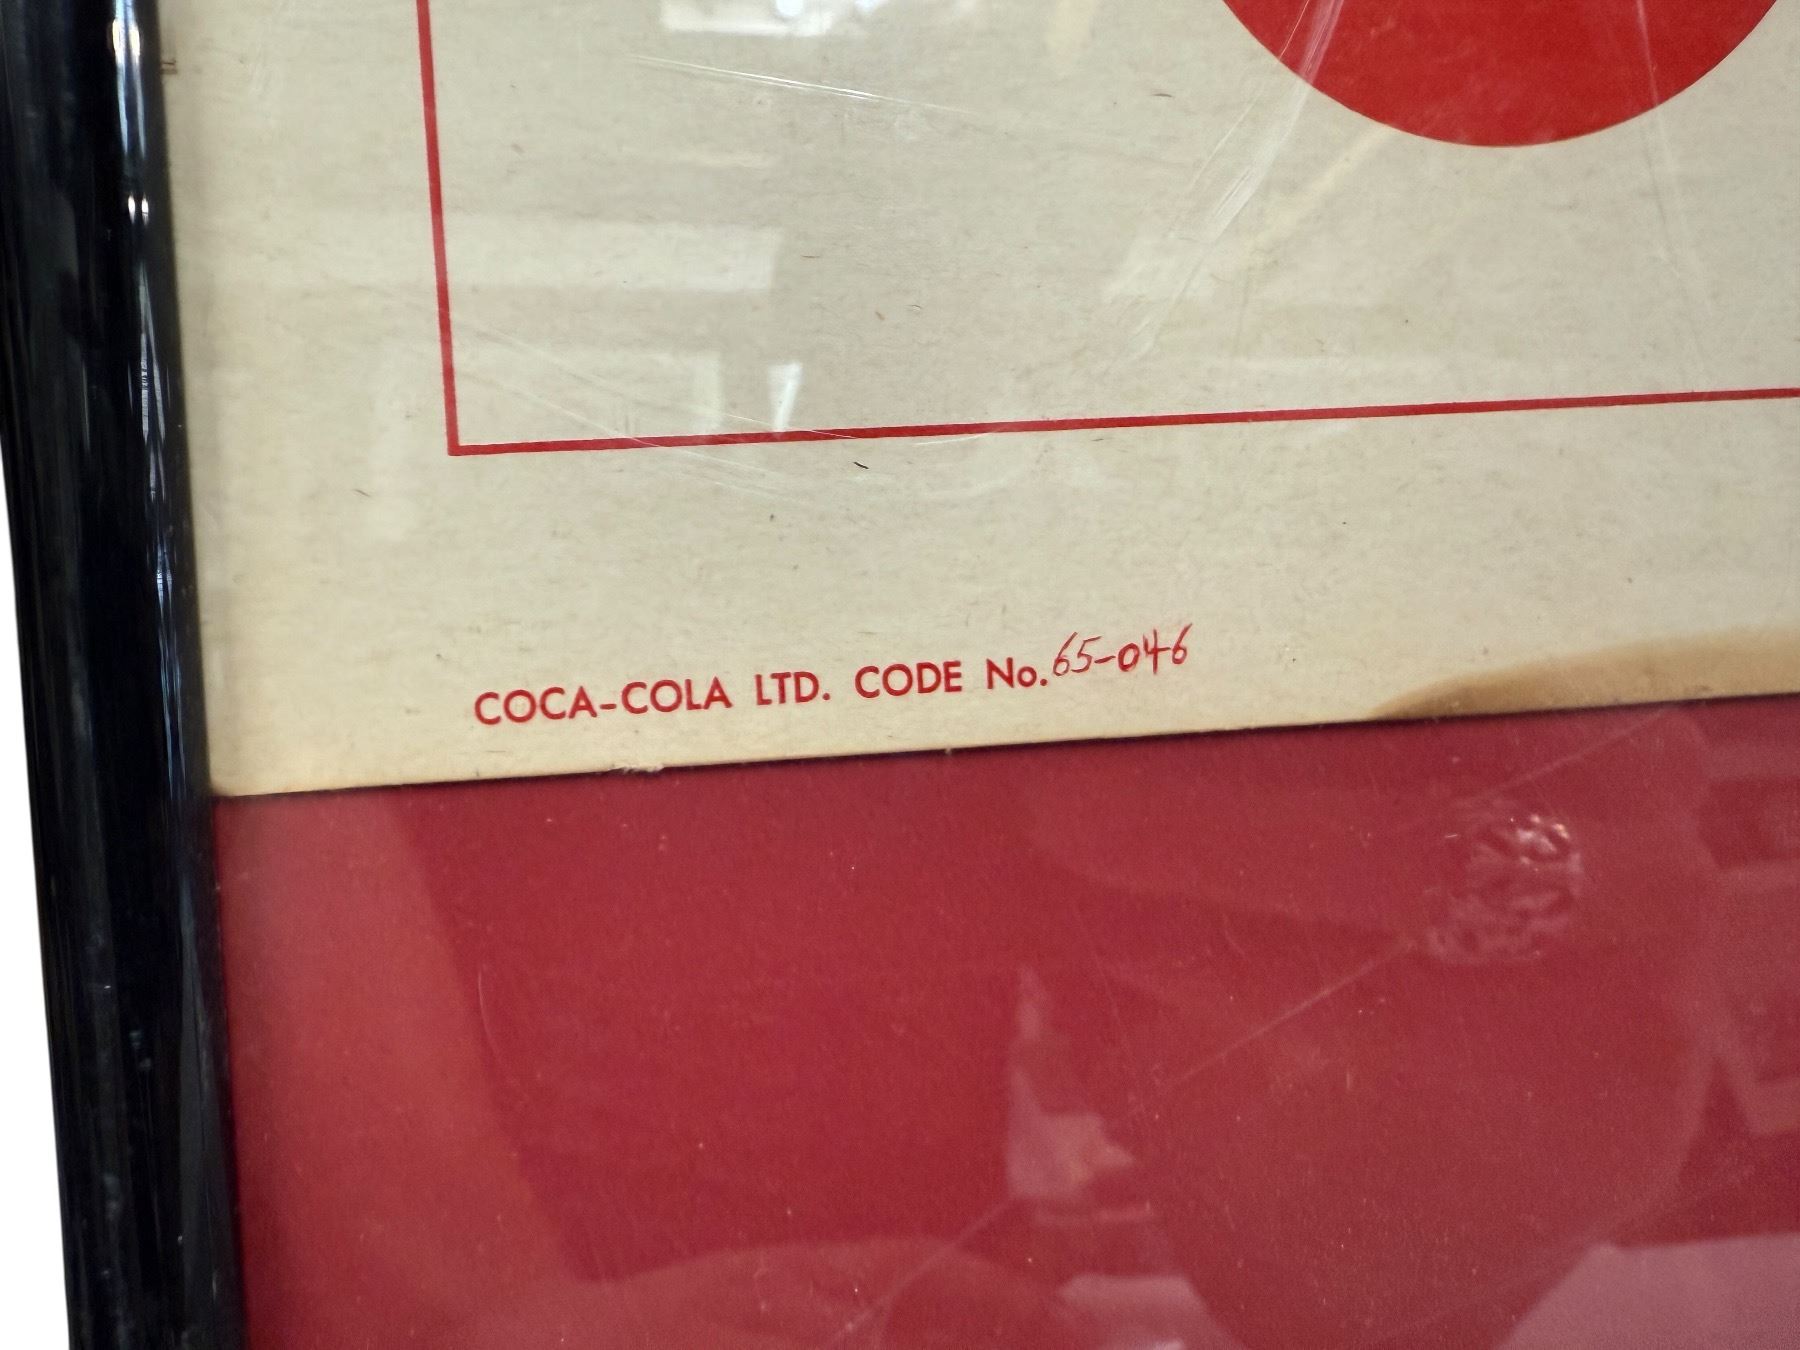 COCA-COLA LTD. CODE No. 65-046